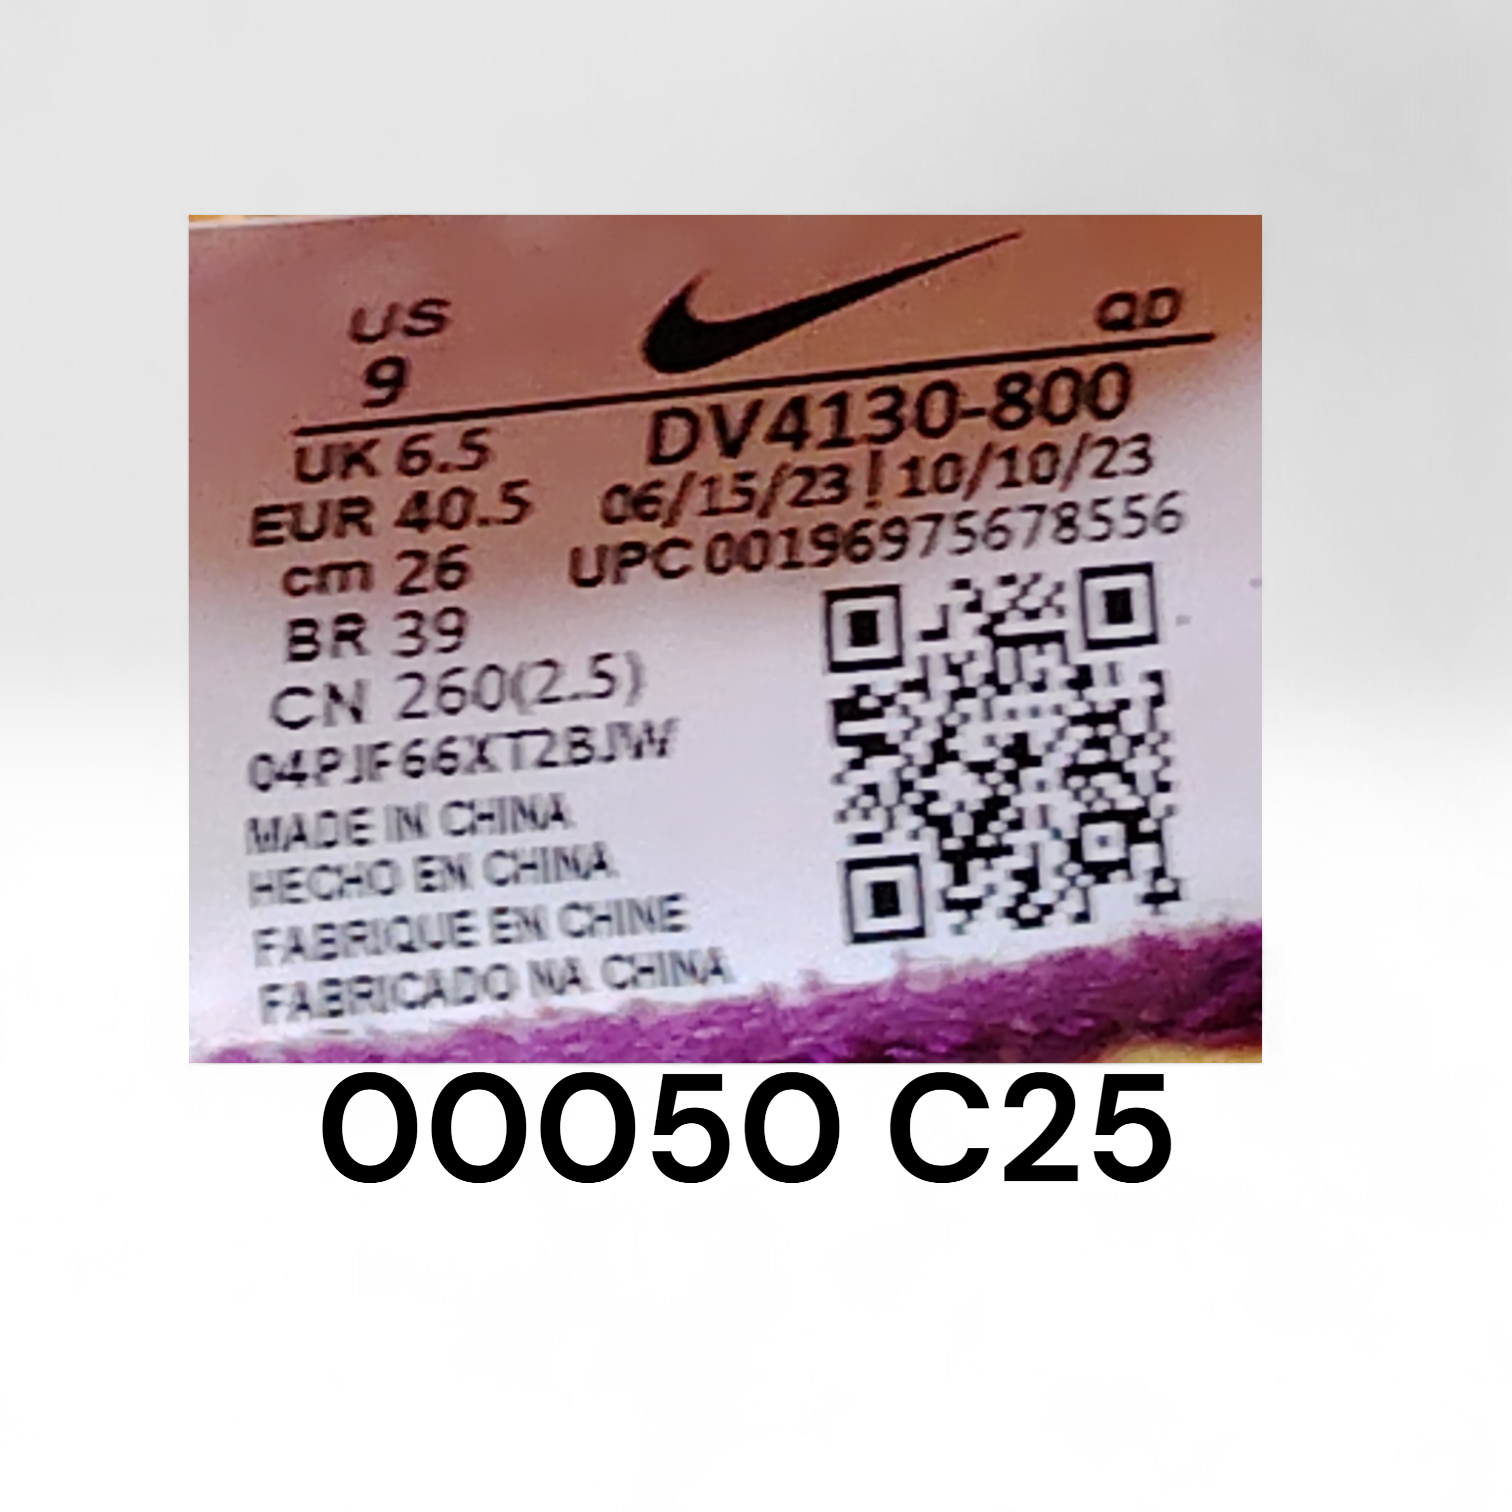 US
9
QD
UK 6.5
DV4130-800
EUR 40.5
06/15/23 ! 10/10/23
cm 26
UPC 00196975678556
BR 39
CN 260(2.5)
04PJF66XT2BJW
MADE IN CHINA
HECHO EN CHINA
FABRIQUE EN CHINE
FABRICADO NA CHINA
00050 C25